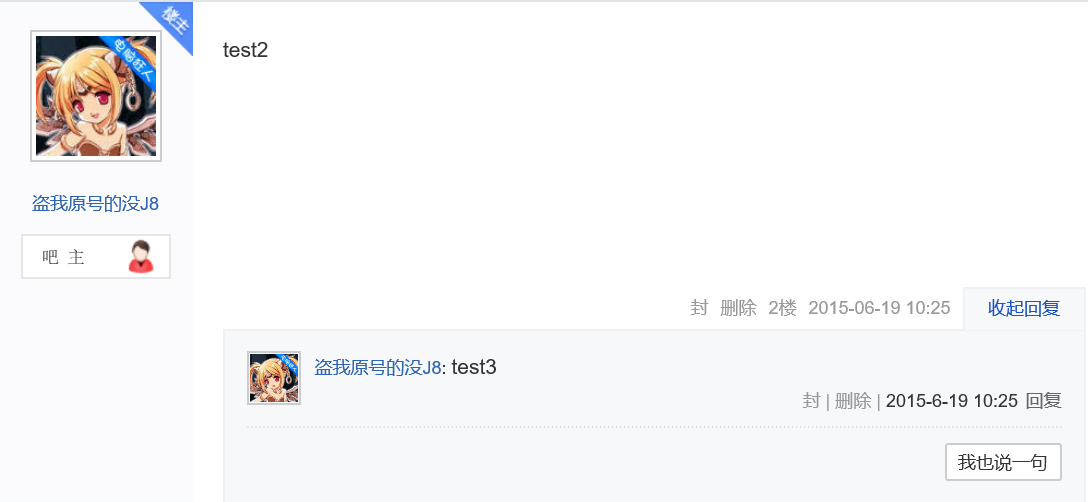 楼主
电脑狂人
test2
盗我原号的没J8
吧 主
封 删除 2楼 2015-06-19 10:25 收起回复
盗我原号的没J8: test3
封 | 删除 | 2015-6-19 10:25 回复
我也说一句